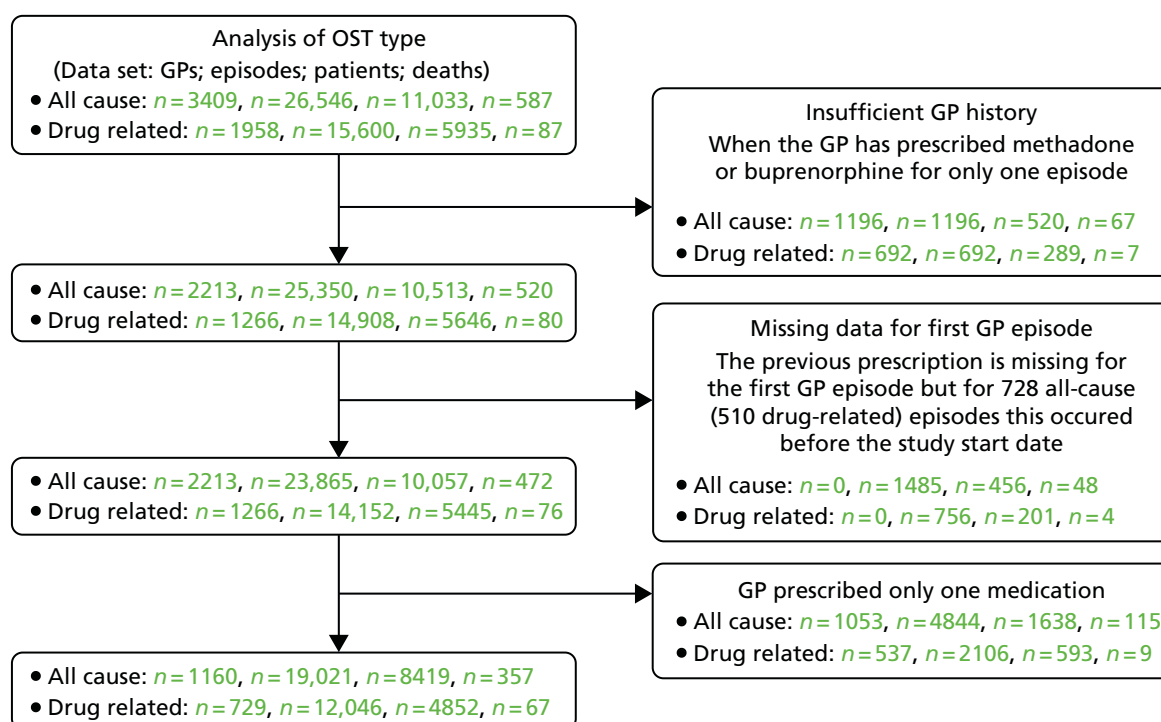 Analysis of OST type
(Data set: GPs; episodes; patients; deaths)
• All cause: n=3409, n=26,546, n=11,033, n=587
• Drug related: n=1958, n=15,600, n=5935, n=87
Insufficient GP history
When the GP has prescribed methadone
or buprenorphine for only one episode
• All cause: n=1196, n=1196, n=520, n=67
• Drug related: n=692, n=692, n=289, n=7
• All cause: n=2213, n=25,350, n=10,513, n=520
• Drug related: n=1266, n=14,908, n=5646, n=80
Missing data for first GP episode
The previous prescription is missing for
the first GP episode but for 728 all-cause
(510 drug-related) episodes this occured
before the study start date
• All cause: n=0, n=1485, n=456, n=48
• Drug related: n=0, n=756, n=201, n=4
• All cause: n=2213, n=23,865, n=10,057, n=472
• Drug related: n=1266, n=14,152, n=5445, n=76
GP prescribed only one medication
• All cause: n=1053, n=4844, n=1638, n=115
• Drug related: n=537, n=2106, n=593, n=9
• All cause: n=1160, n=19,021, n=8419, n=357
• Drug related: n=729, n=12,046, n=4852, n=67